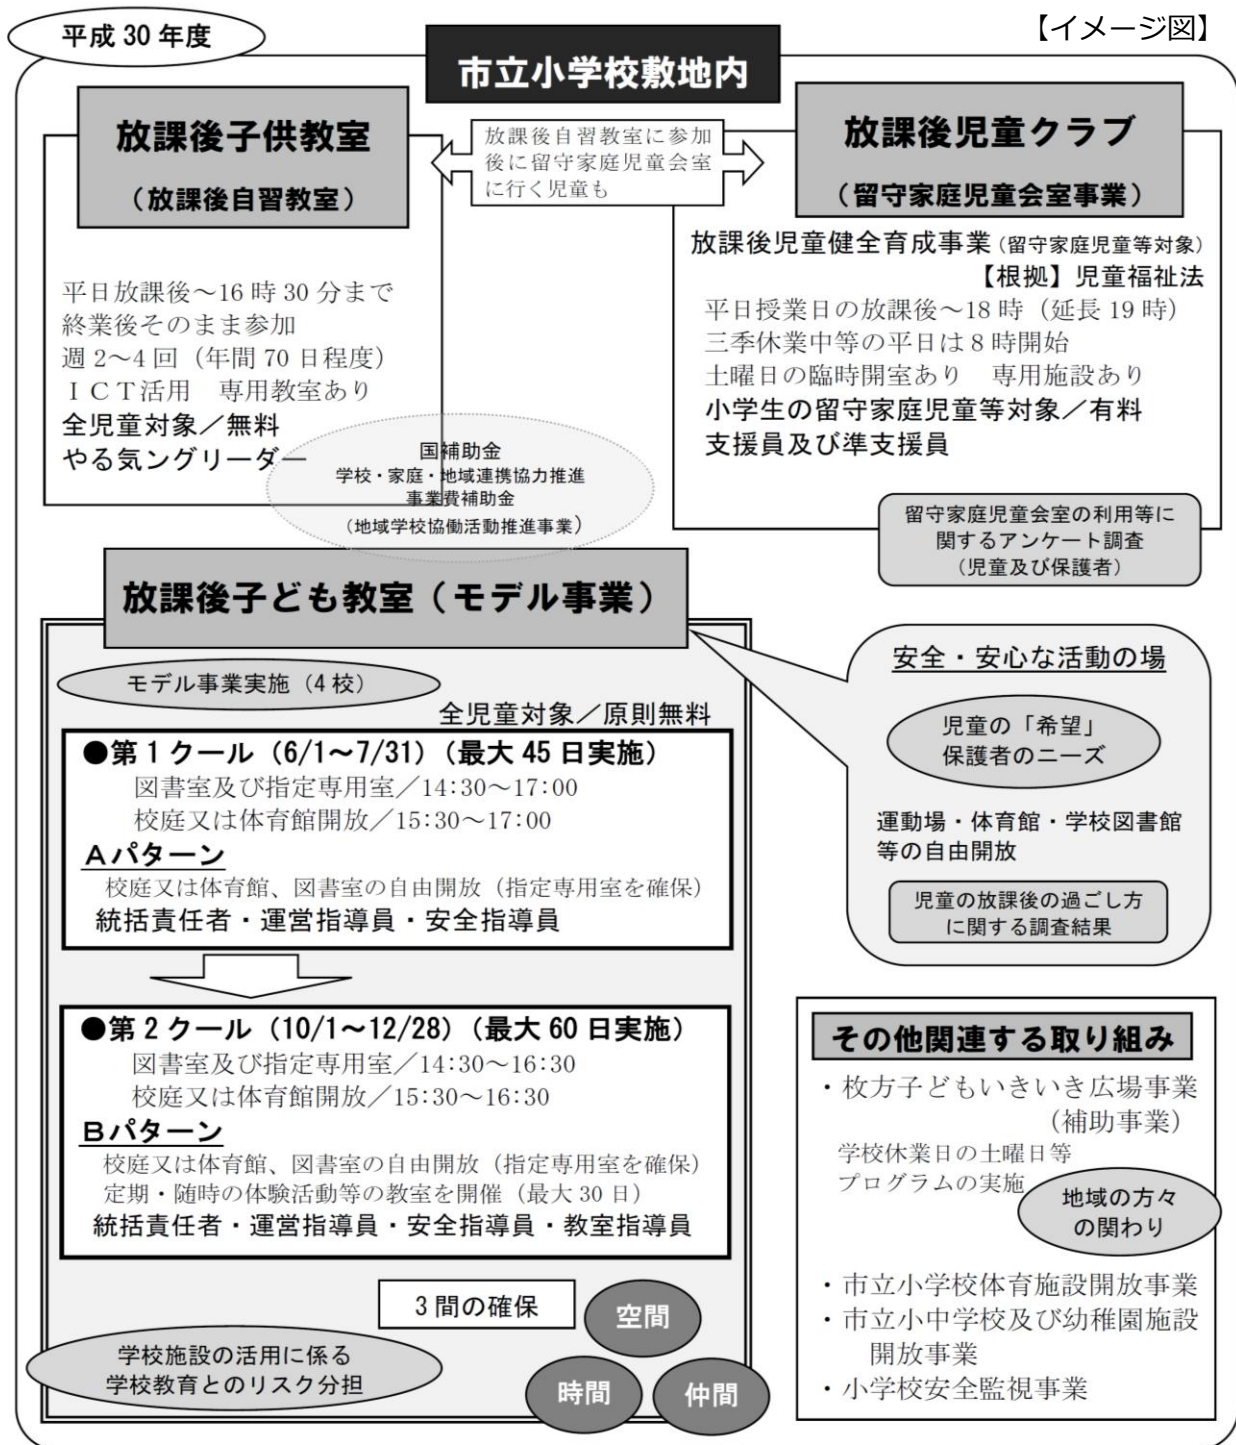 平成 30 年度
【イメージ図】
市立小学校敷地内
放課後子供教室
（放課後自習教室）
放課後自習教室に参加
後に留守家庭児童会室
に行く児童も
放課後児童クラブ
（留守家庭児童会室事業）
平日放課後～16 時 30 分まで
終業後そのまま参加
週 2～4 回（年間 70 日程度）
ＩＣＴ活用　専用教室あり
全児童対象／無料
やる気ングリーダー
放課後児童健全育成事業（留守家庭児童等対象）
【根拠】児童福祉法
平日授業日の放課後～18 時（延長 19 時）
三季休業中等の平日は 8 時開始
土曜日の臨時開室あり　専用施設あり
小学生の留守家庭児童等対象／有料
支援員及び準支援員
国補助金
学校・家庭・地域連携協力推進
事業費補助金
（地域学校協働活動推進事業）
留守家庭児童会室の利用等に
関するアンケート調査
（児童及び保護者）
放課後子ども教室（モデル事業）
モデル事業実施（4 校）
全児童対象／原則無料
●第 1 クール（6/1～7/31）（最大 45 日実施）
図書室及び指定専用室／14:30～17:00
校庭又は体育館開放／15:30～17:00
Ａパターン
校庭又は体育館、図書室の自由開放（指定専用室を確保）
統括責任者・運営指導員・安全指導員
●第 2 クール（10/1～12/28）（最大 60 日実施）
図書室及び指定専用室／14:30～16:30
校庭又は体育館開放／15:30～16:30
Ｂパターン
校庭又は体育館、図書室の自由開放（指定専用室を確保）
定期・随時の体験活動等の教室を開催（最大 30 日）
統括責任者・運営指導員・安全指導員・教室指導員
3 間の確保
空間
時間
仲間
学校施設の活用に係る
学校教育とのリスク分担
安全・安心な活動の場
児童の「希望」
保護者のニーズ
運動場・体育館・学校図書館
等の自由開放
児童の放課後の過ごし方
に関する調査結果
その他関連する取り組み
・枚方子どもいきいき広場事業
（補助事業）
学校休業日の土曜日等
プログラムの実施
地域の方々
の関わり
・市立小学校体育施設開放事業
・市立小中学校及び幼稚園施設
開放事業
・小学校安全監視事業